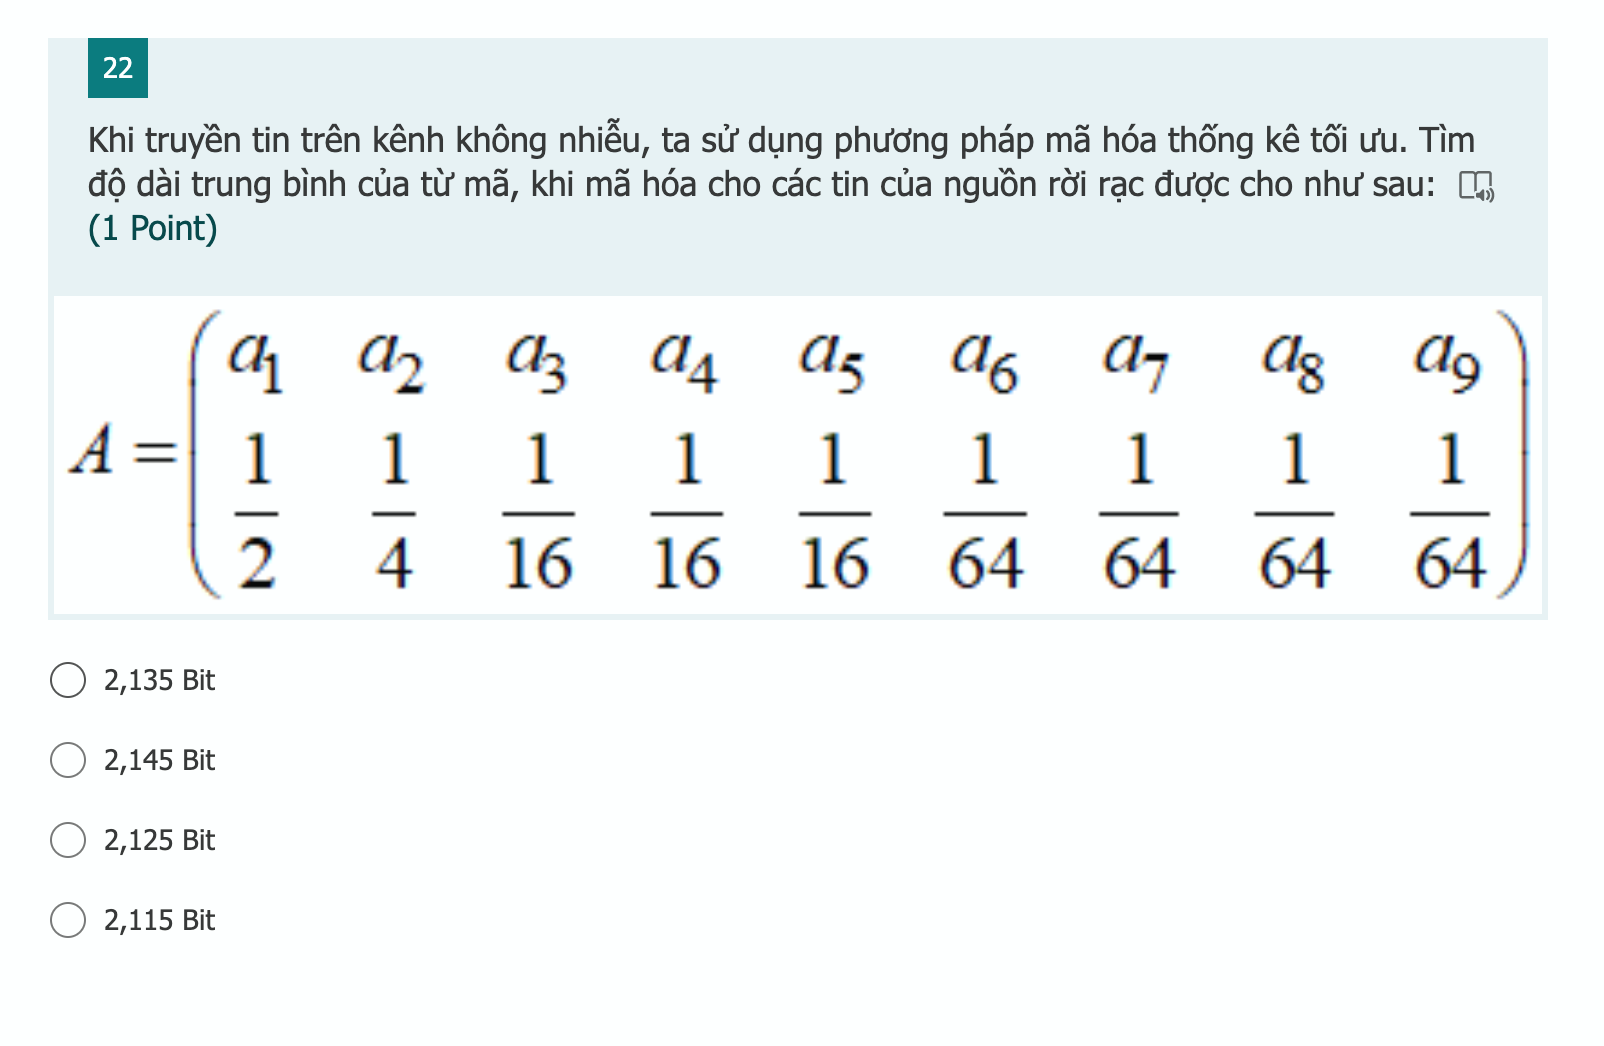 22
Khi truyền tin trên kênh không nhiễu, ta sử dụng phương pháp mã hóa thống kê tối ưu. Tìm
độ dài trung bình của từ mã, khi mã hóa cho các tin của nguồn rời rạc được cho như sau:
(1 Point)
a₁ a₂ a₃ a₄ a₅ a₆ a₇ a₈ a₉
A = 1/2 1/4 1/16 1/16 1/16 1/64 1/64 1/64 1/64
2,135 Bit
2,145 Bit
2,125 Bit
2,115 Bit